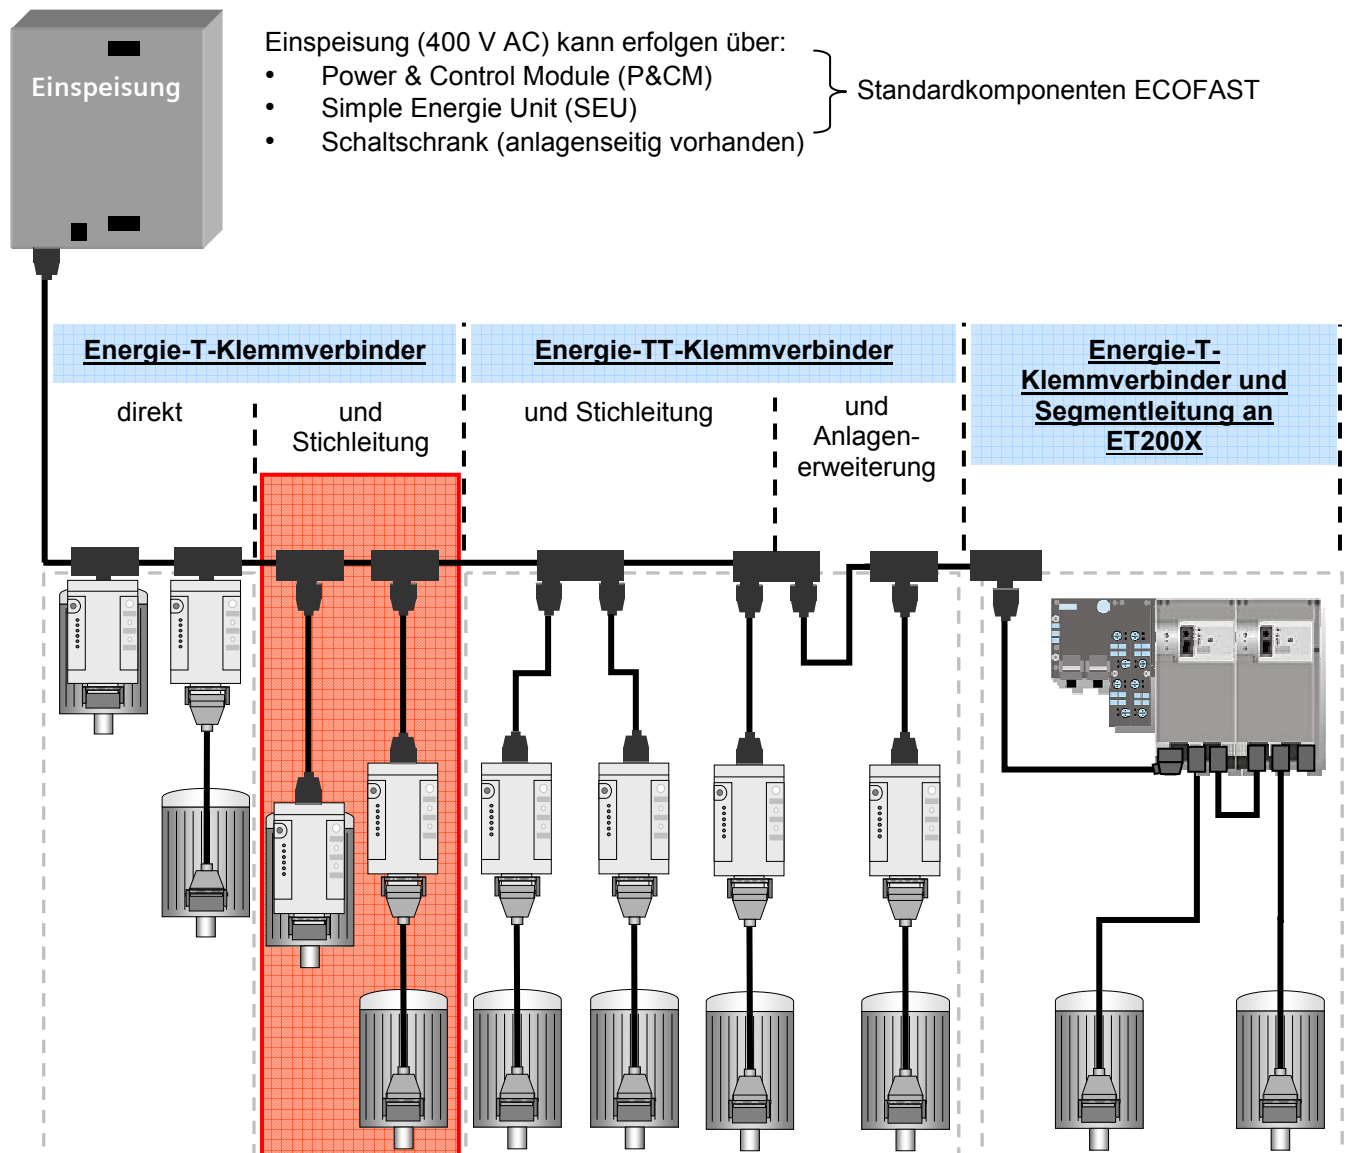 Einspeisung
Einspeisung (400 V AC) kann erfolgen über:
• Power & Control Module (P&CM)
• Simple Energie Unit (SEU)
• Schaltschrank (anlagenseitig vorhanden)
Standardkomponenten ECOFAST
Energie-T-Klemmverbinder
direkt
und
Stichleitung
Energie-TT-Klemmverbinder
und Stichleitung
und
Anlagen-
erweiterung
Energie-T-
Klemmverbinder und
Segmentleitung an
ET200X